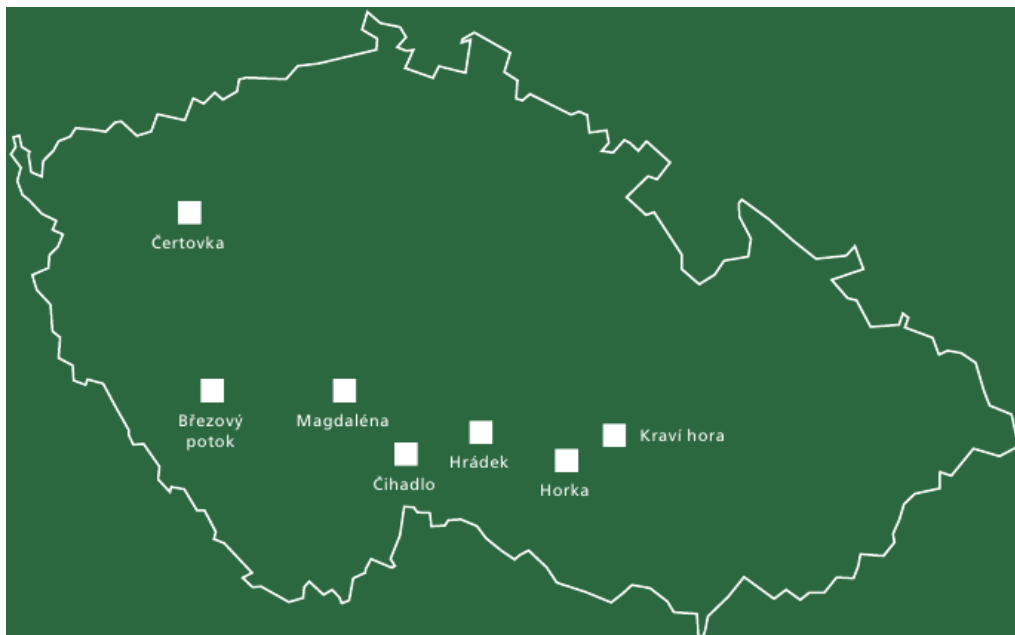 Čertovka
Březový
potok
Magdaléna
Čihadlo
Hrádek
Horka
Kraví hora